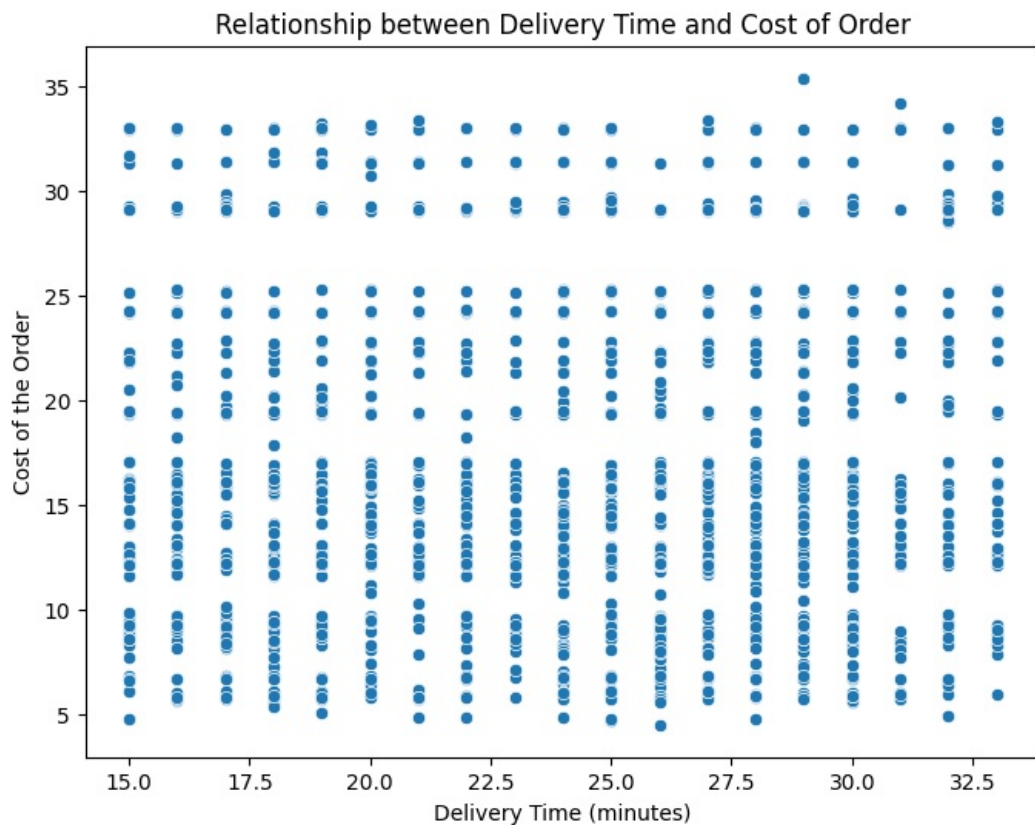 Relationship between Delivery Time and Cost of Order
35
30
25
20
15
10
5
Cost of the Order
15.0 17.5 20.0 22.5 25.0 27.5 30.0 32.5
Delivery Time (minutes)